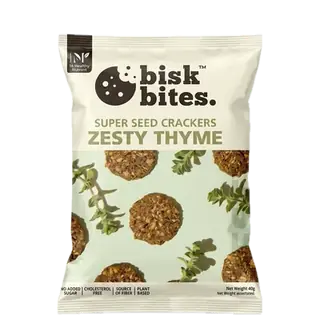 bisk™
bites.
SUPER SEED CRACKERS
ZESTY THYME
NO ADDED
SUGAR
CHOLESTEROL
FREE
SOURCE
OF FIBER
PLANT
BASED
Net Weight 40g